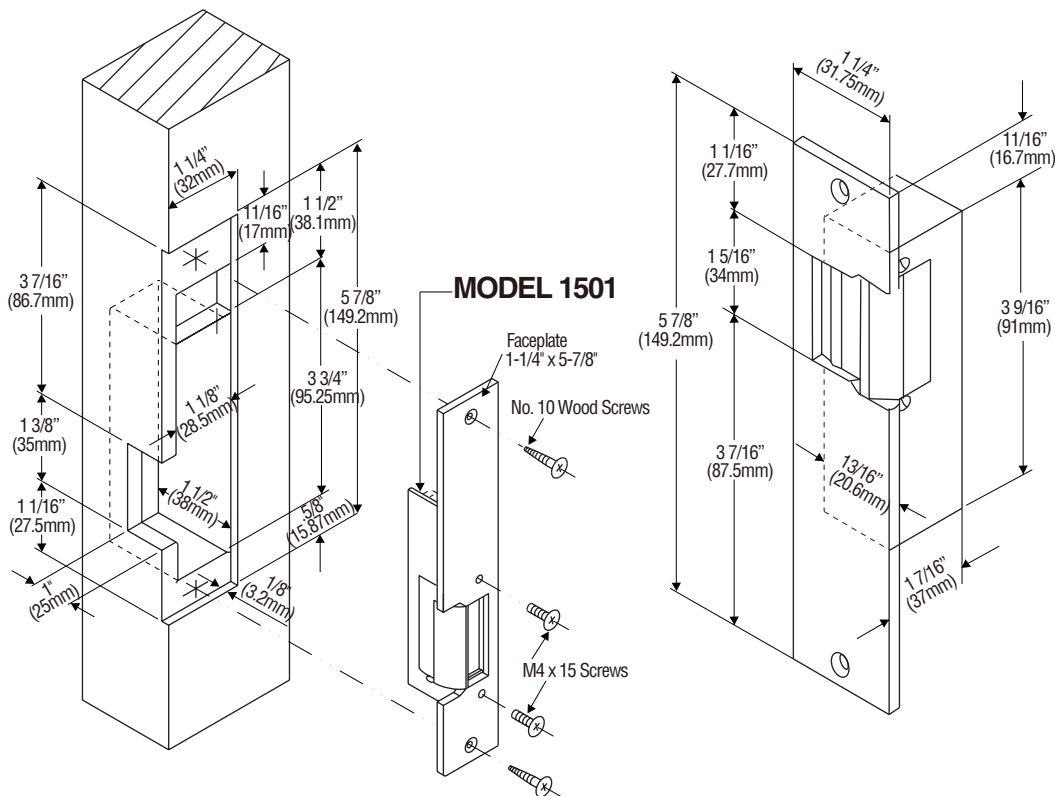 1 1/4”
(32mm)
11/16”
(17mm)
1 1/2”
(38.1mm)
3 7/16”
(86.7mm)
5 7/8”
(149.2mm)
3 3/4”
(95.25mm)
1 1/8”
(28.5mm)
1 3/8”
(35mm)
1 1/2"
(38mm)
1 1/16”
(27.5mm)
5/8”
(15.87mm)
1"
(25mm)
1/8"
(3.2mm)
MODEL 1501
Faceplate
1-1/4" x 5-7/8"
No. 10 Wood Screws
M4 x 15 Screws
1 1/4”
(31.75mm)
11/16”
(16.7mm)
1 1/16”
(27.7mm)
1 5/16”
(34mm)
5 7/8”
(149.2mm)
3 9/16”
(91mm)
3 7/16”
(87.5mm)
13/16”
(20.6mm)
1 7/16”
(37mm)